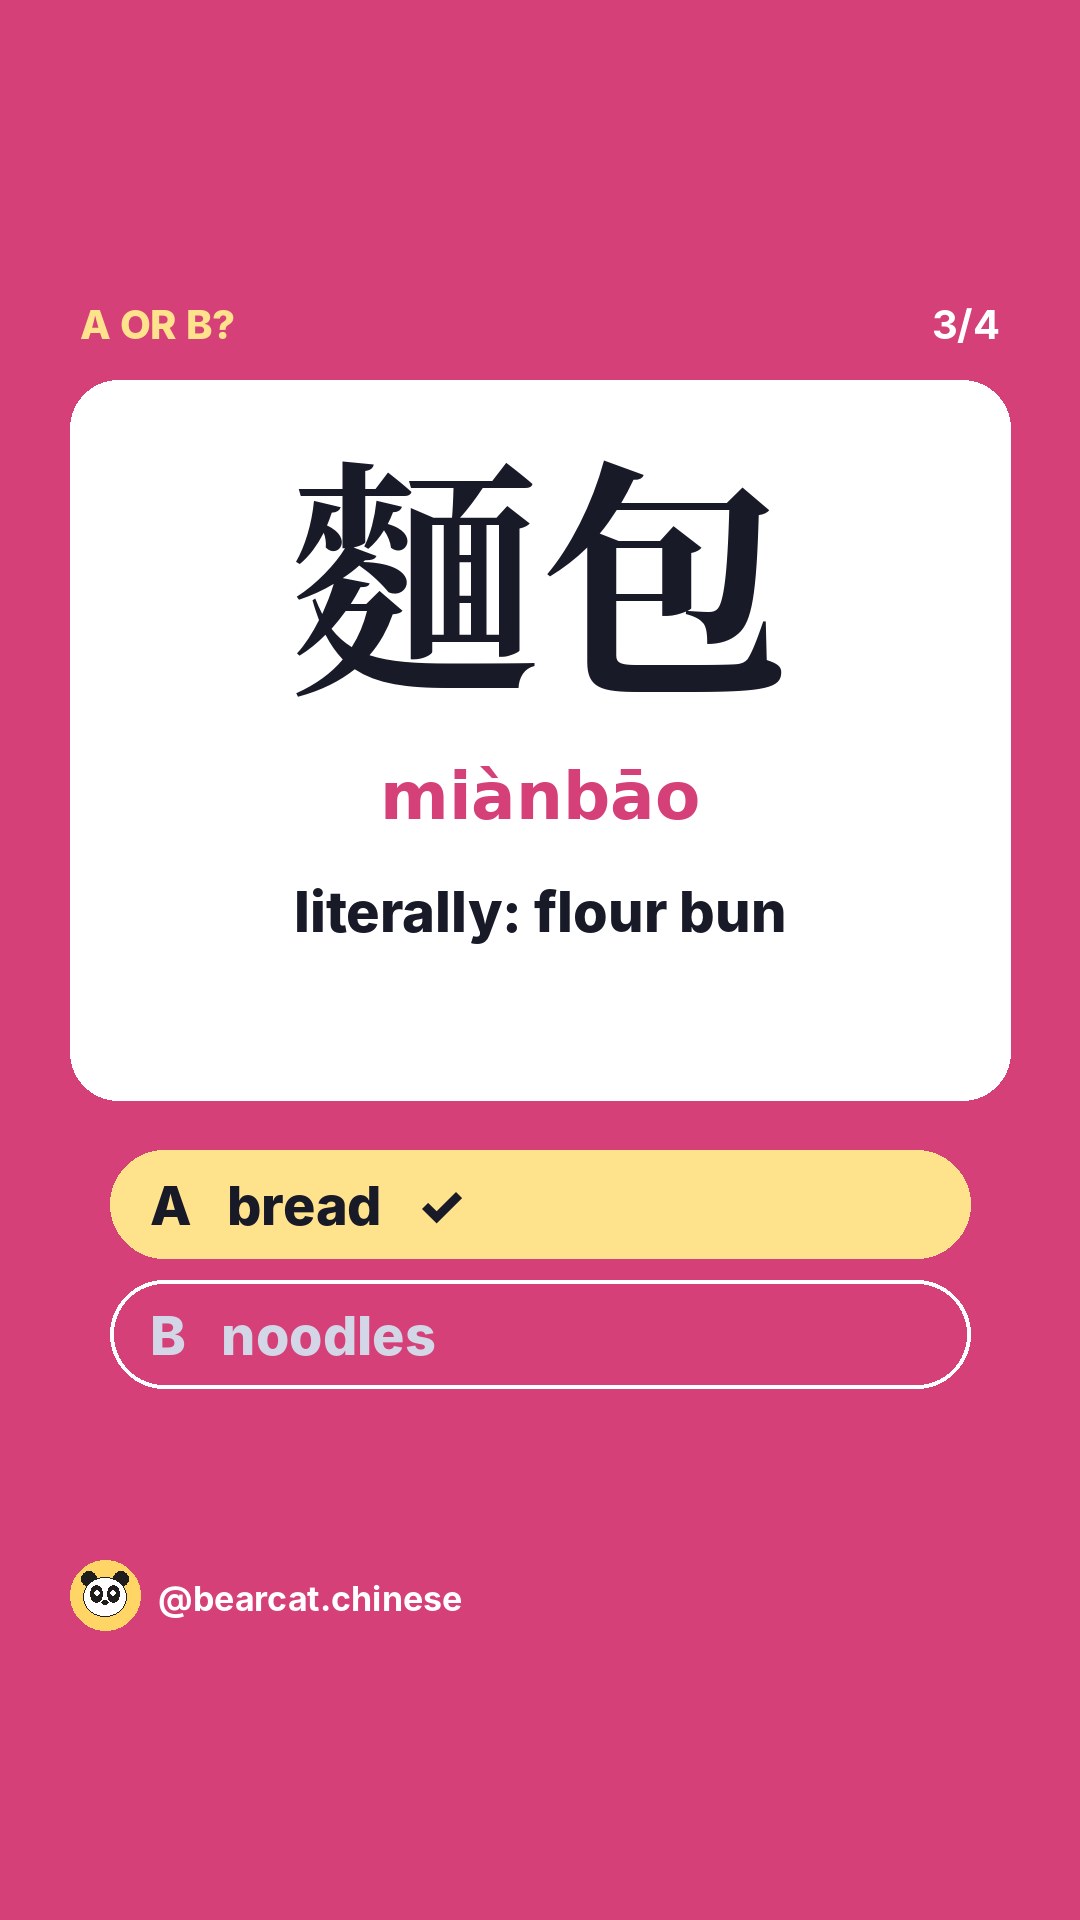 A OR B?
3/4
麵包
miànbāo
literally: flour bun
A bread ✓
B noodles
@bearcat.chinese